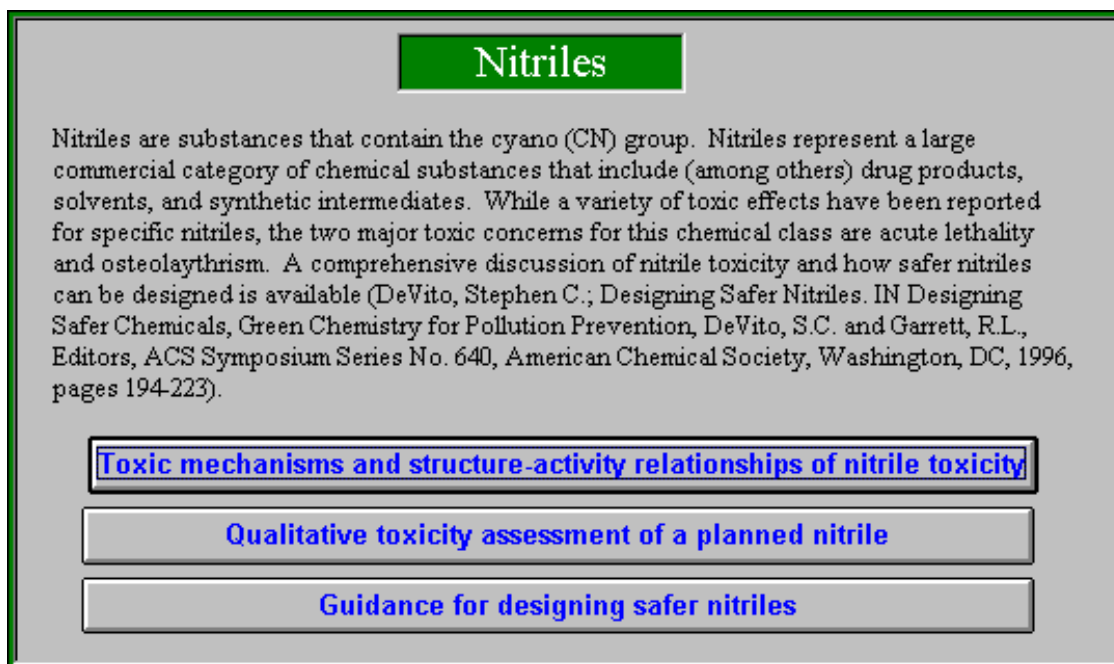 Nitriles
Nitriles are substances that contain the cyano (CN) group.  Nitriles represent a large
commercial category of chemical substances that include (among others) drug products,
solvents, and synthetic intermediates.  While a variety of toxic effects have been reported
for specific nitriles, the two major toxic concerns for this chemical class are acute lethality
and osteolaythrism.  A comprehensive discussion of nitrile toxicity and how safer nitriles
can be designed is available (DeVito, Stephen C.; Designing Safer Nitriles. IN Designing
Safer Chemicals, Green Chemistry for Pollution Prevention, DeVito, S.C. and Garrett, R.L.,
Editors, ACS Symposium Series No. 640, American Chemical Society, Washington, DC, 1996,
pages 194-223).
Toxic mechanisms and structure-activity relationships of nitrile toxicity
Qualitative toxicity assessment of a planned nitrile
Guidance for designing safer nitriles